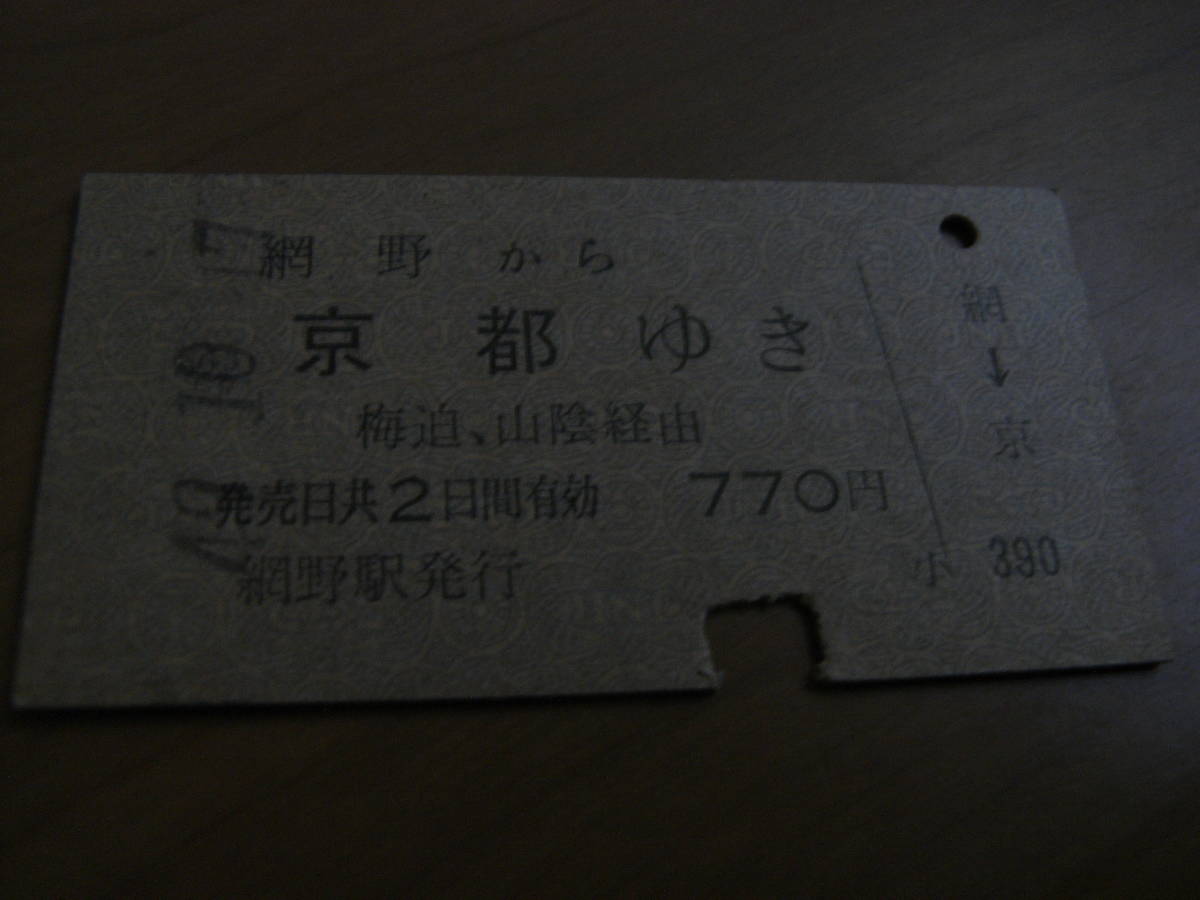 網野から
京都ゆき
梅迫、山陰経由
発売日共2日間有効 770円
網野駅発行
網
↓
京
小 390